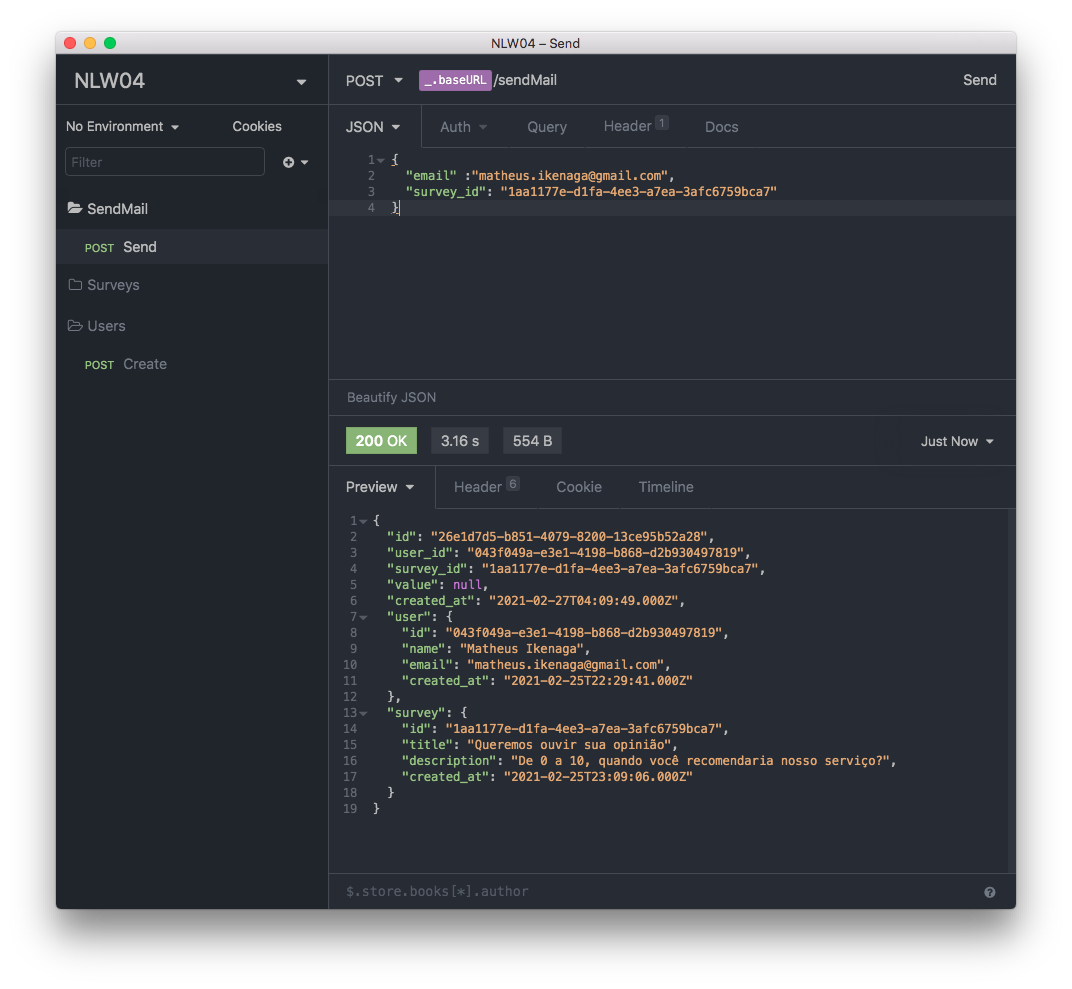 NLW04 – Send
NLW04
No Environment
Cookies
Filter
SendMail
POST Send
Surveys
Users
POST Create
POST _.baseURL/sendMail Send
JSON Auth Query Header 1 Docs
1 {
2 "email" :"matheus.ikenaga@gmail.com",
3 "survey_id": "1aa1177e-d1fa-4ee3-a7ea-3afc6759bca7"
4 }
Beautify JSON
200 OK 3.16 s 554 B Just Now
Preview Header 6 Cookie Timeline
1 {
2 "id": "26e1d7d5-b851-4079-8200-13ce95b52a28",
3 "user_id": "043f049a-e3e1-4198-b868-d2b930497819",
4 "survey_id": "1aa1177e-d1fa-4ee3-a7ea-3afc6759bca7",
5 "value": null,
6 "created_at": "2021-02-27T04:09:49.000Z",
7 "user": {
8 "id": "043f049a-e3e1-4198-b868-d2b930497819",
9 "name": "Matheus Ikenaga",
10 "email": "matheus.ikenaga@gmail.com",
11 "created_at": "2021-02-25T22:29:41.000Z"
12 },
13 "survey": {
14 "id": "1aa1177e-d1fa-4ee3-a7ea-3afc6759bca7",
15 "title": "Queremos ouvir sua opinião",
16 "description": "De 0 a 10, quando você recomendaria nosso serviço?",
17 "created_at": "2021-02-25T23:09:06.000Z"
18 }
19 }
$.store.books[*].author